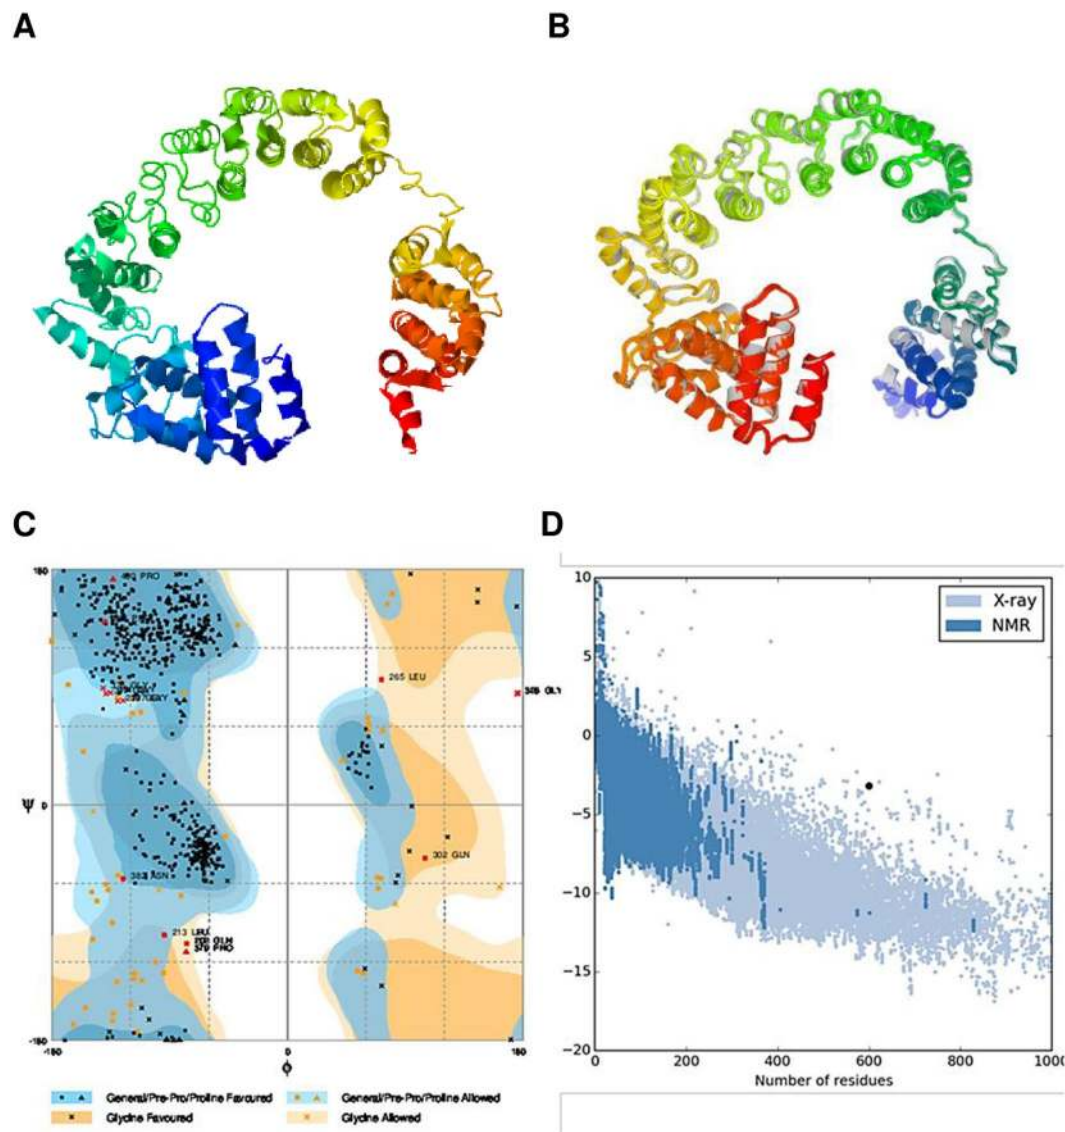 A
B
C
D
180
265 LEU
302 GLN
213 LEU
579 PRO
Ψ
0
-180
-180
0
180
ϕ
General/Pre-Pro/Proline Favoured
General/Pre-Pro/Proline Allowed
Glycine Favoured
Glycine Allowed
10
5
0
−5
−10
−15
−20
X-ray
NMR
0
200
400
600
800
1000
Number of residues